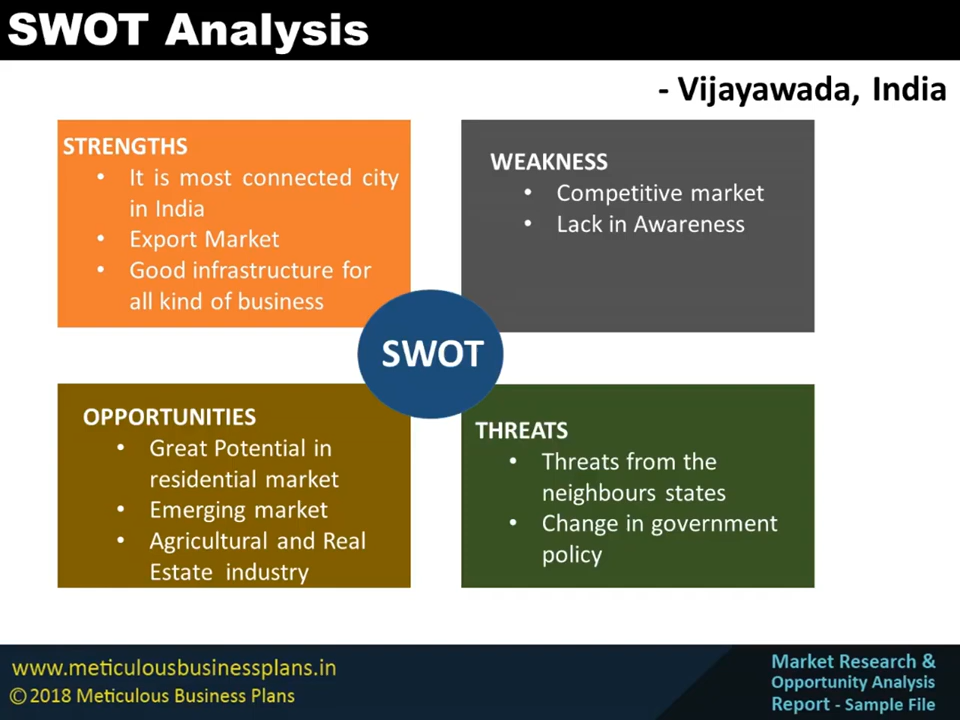 SWOT Analysis
- Vijayawada, India
STRENGTHS
• It is most connected city
in India
• Export Market
• Good infrastructure for
all kind of business
WEAKNESS
• Competitive market
• Lack in Awareness
SWOT
OPPORTUNITIES
• Great Potential in
residential market
• Emerging market
• Agricultural and Real
Estate industry
THREATS
• Threats from the
neighbours states
• Change in government
policy
www.meticulousbusinessplans.in
©2018 Meticulous Business Plans
Market Research &
Opportunity Analysis
Report - Sample File